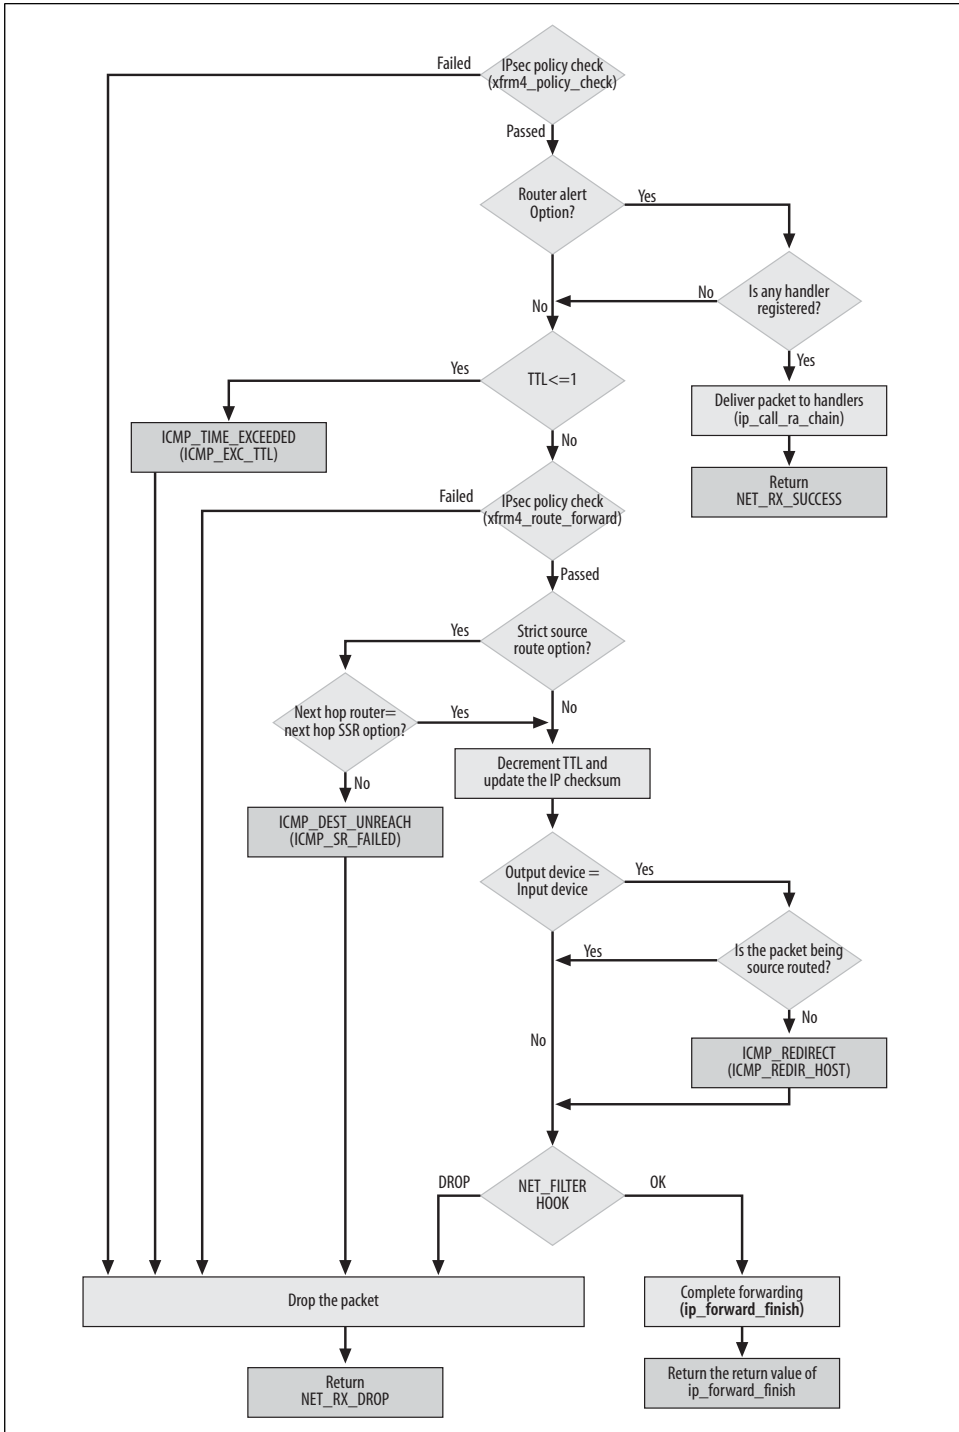 Failed
IPsec policy check
(xfrm4_policy_check)
Passed
Router alert
Option?
Yes
No
Is any handler
registered?
No
Yes
TTL<=1
Yes
Deliver packet to handlers
(ip_call_ra_chain)
ICMP_TIME_EXCEEDED
(ICMP_EXC_TTL)
No
Return
NET_RX_SUCCESS
Failed
IPsec policy check
(xfrm4_route_forward)
Passed
Yes
Strict source
route option?
Next hop router=
next hop SSR option?
Yes
No
Decrement TTL and
update the IP checksum
No
ICMP_DEST_UNREACH
(ICMP_SR_FAILED)
Output device =
Input device
Yes
Yes
Is the packet being
source routed?
No
No
ICMP_REDIRECT
(ICMP_REDIR_HOST)
DROP
NET_FILTER
HOOK
OK
Drop the packet
Complete forwarding
(ip_forward_finish)
Return
NET_RX_DROP
Return the return value of
ip_forward_finish